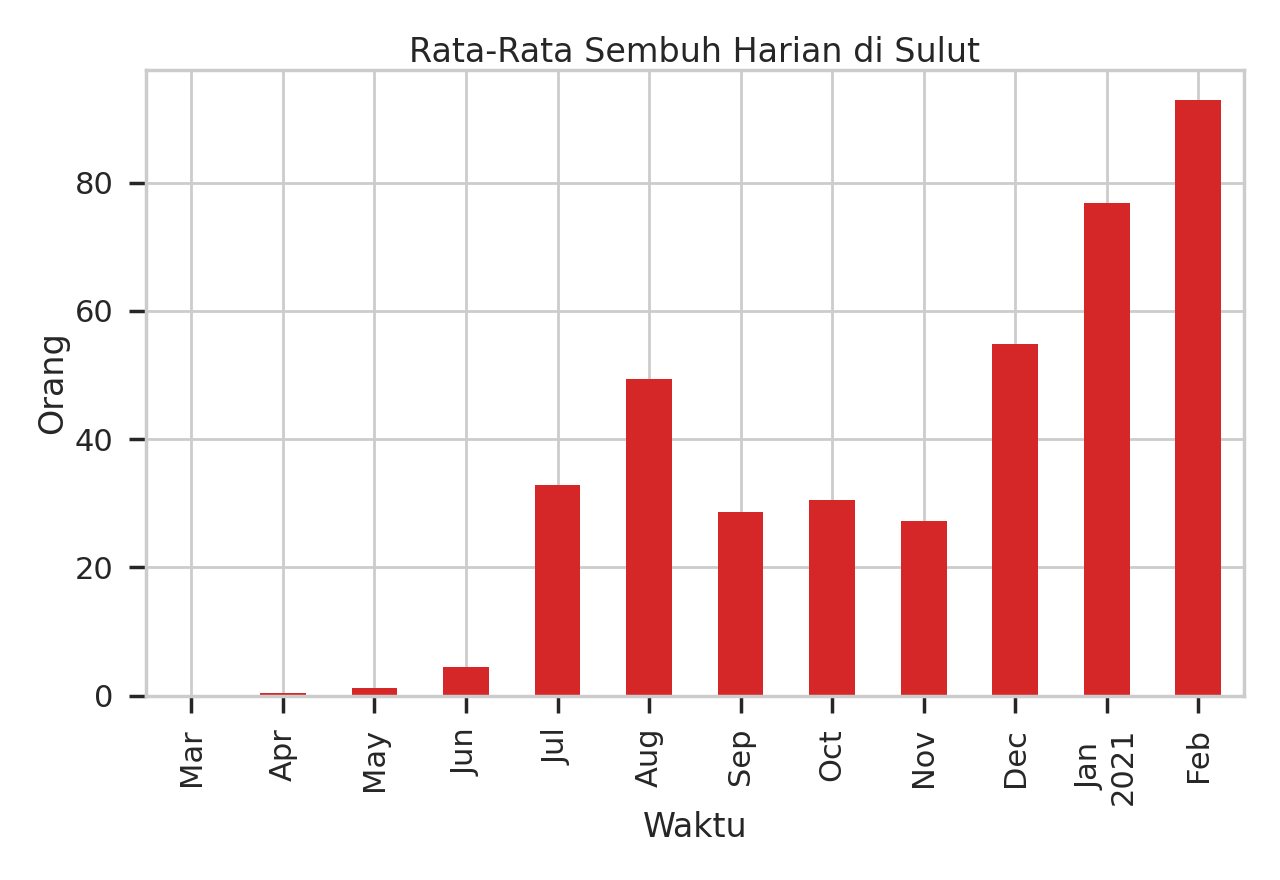 Rata-Rata Sembuh Harian di Sulut
80
60
40
20
0
Orang
Mar
Apr
May
Jun
Jul
Aug
Sep
Oct
Nov
Dec
Jan
2021
Feb
Waktu